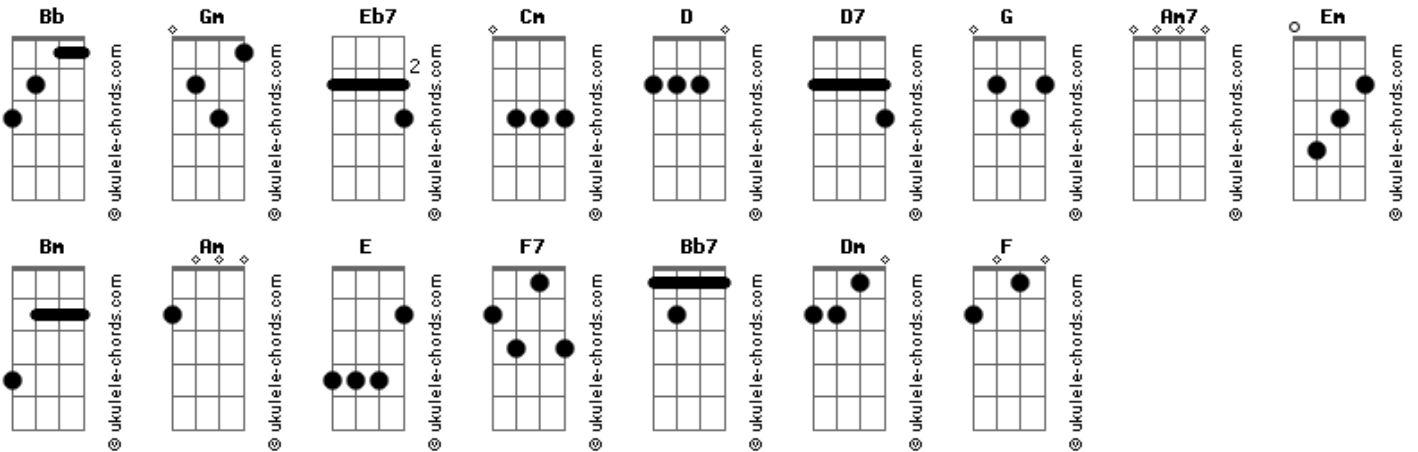 Bb Gm Eb7 Cm D D7 G Am7 Em
2
© ukulele-chords.com © ukulele-chords.com © ukulele-chords.com © ukulele-chords.com © ukulele-chords.com © ukulele-chords.com © ukulele-chords.com © ukulele-chords.com © ukulele-chords.com
Bm Am E F7 Bb7 Dm F
© ukulele-chords.com © ukulele-chords.com © ukulele-chords.com © ukulele-chords.com © ukulele-chords.com © ukulele-chords.com © ukulele-chords.com